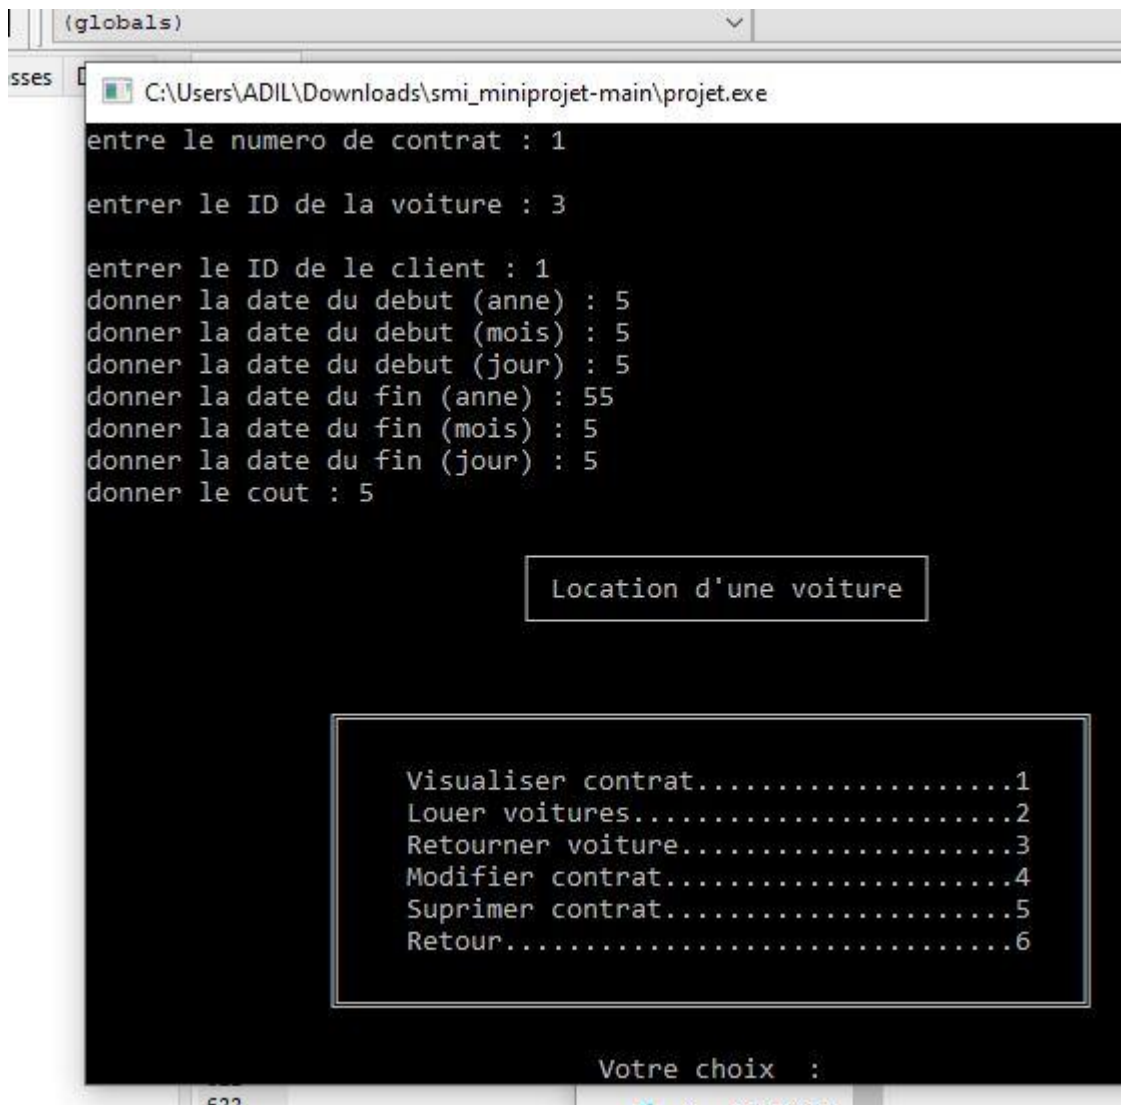 (globals)
sses
C:\Users\ADIL\Downloads\smi_miniprojet-main\projet.exe
entre le numero de contrat : 1
entrer le ID de la voiture : 3
entrer le ID de le client : 1
donner la date du debut (anne) : 5
donner la date du debut (mois) : 5
donner la date du debut (jour) : 5
donner la date du fin (anne) : 55
donner la date du fin (mois) : 5
donner la date du fin (jour) : 5
donner le cout : 5
Location d'une voiture
Visualiser contrat....................1
Louer voitures........................2
Retourner voiture.....................3
Modifier contrat......................4
Suprimer contrat......................5
Retour................................6
Votre choix  :